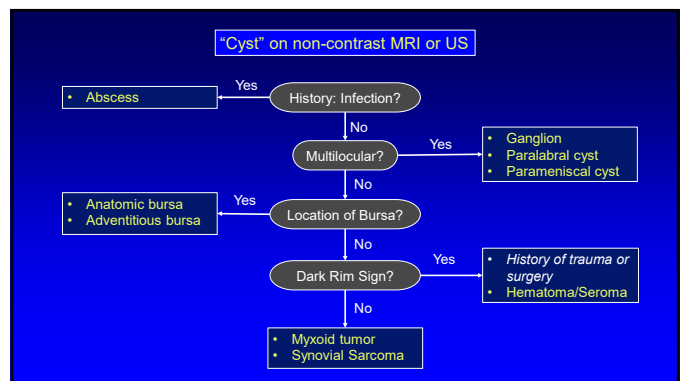 “Cyst” on non-contrast MRI or US
Yes
• Abscess
History: Infection?
No
Yes
Multilocular?
• Ganglion
• Paralabral cyst
• Parameniscal cyst
No
• Anatomic bursa
• Adventitious bursa
Yes
Location of Bursa?
No
Yes
Dark Rim Sign?
• History of trauma or
surgery
• Hematoma/Seroma
No
• Myxoid tumor
• Synovial Sarcoma